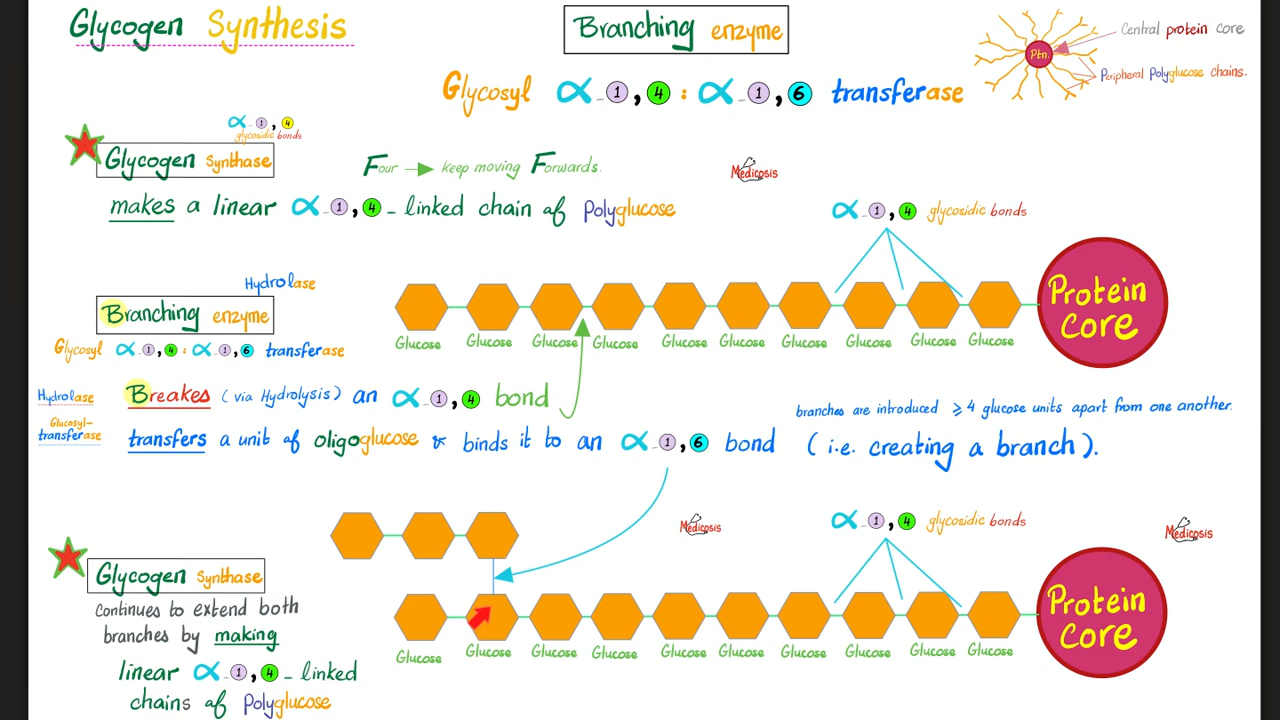 Glycogen Synthesis
Branching enzyme
Central protein core
Ptn.
Peripheral Polyglucose chains.
Glycosyl α-1,4 : α-1,6 transferase
α-1,4
glycosidic bonds
Glycogen Synthase
Four → keep moving Forwards.
Medicosis
makes a linear α-1,4-linked chain of Polyglucose
α-1,4 glycosidic bonds
Hydrolase
Branching enzyme
Glycosyl α-1,4 : α-1,6 transferase
Protein
Core
Glucose Glucose Glucose Glucose Glucose Glucose Glucose Glucose Glucose Glucose
Hydrolase
Breakes (via Hydrolysis) an α-1,4 bond
branches are introduced ⩾4 glucose units apart from one another.
Glucosyl-
transferase
transfers a unit of oligoglucose & binds it to an α-1,6 bond (i.e. creating a branch).
Medicosis
α-1,4 glycosidic bonds
Medicosis
Glycogen Synthase
continues to extend both
branches by making
linear α-1,4-linked
chains of Polyglucose
Protein
Core
Glucose Glucose Glucose Glucose Glucose Glucose Glucose Glucose Glucose Glucose